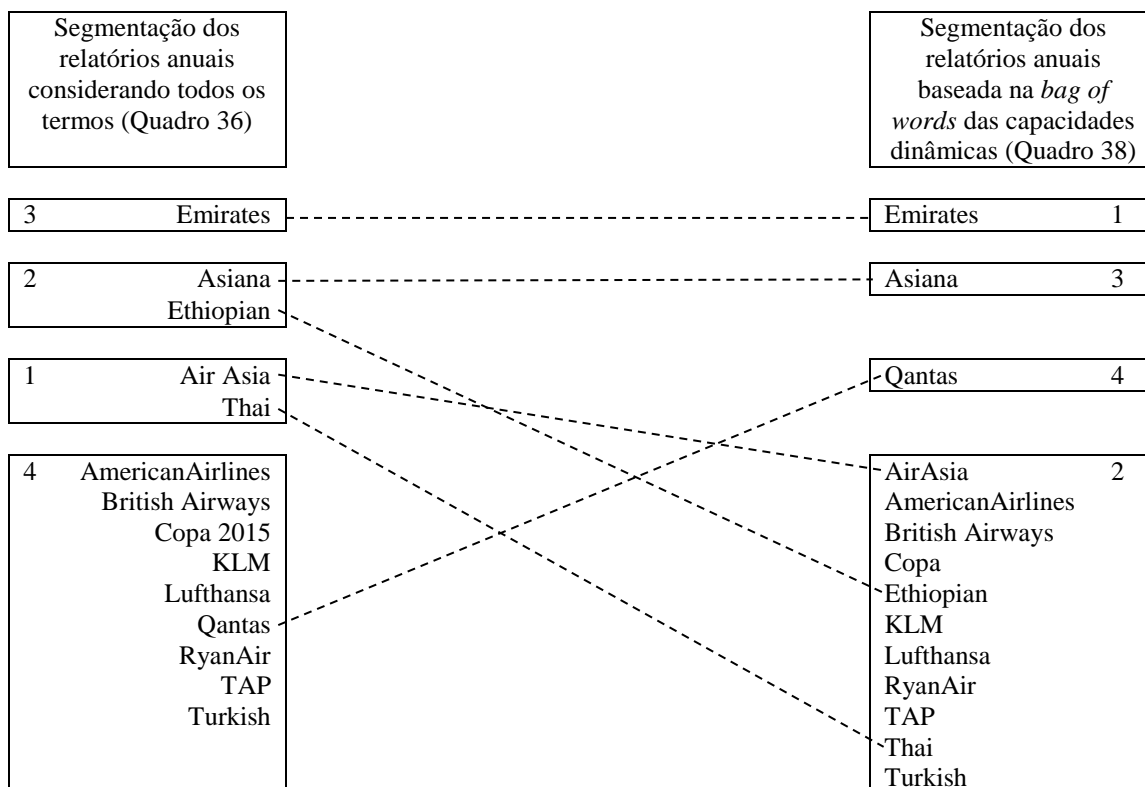 Segmentação dos
relatórios anuais
considerando todos os
termos (Quadro 36)
Segmentação dos
relatórios anuais
baseada na bag of
words das capacidades
dinâmicas (Quadro 38)
3 Emirates
Emirates 1
2 Asiana
Ethiopian
Asiana 3
1 Air Asia
Thai
Qantas 4
4 AmericanAirlines
British Airways
Copa 2015
KLM
Lufthansa
Qantas
RyanAir
TAP
Turkish
AirAsia 2
AmericanAirlines
British Airways
Copa
Ethiopian
KLM
Lufthansa
RyanAir
TAP
Thai
Turkish